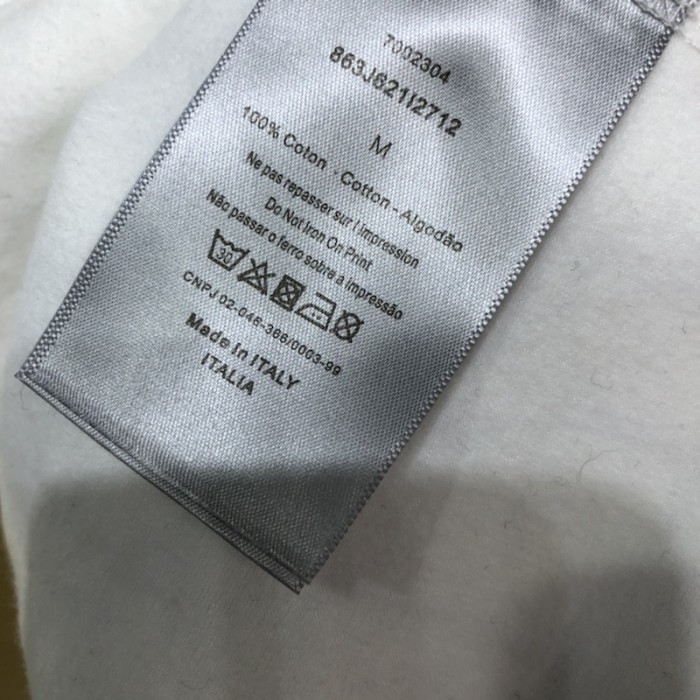 7002304
863J621I2712
M
100% Coton - Cotton - Algodão
Ne pas repasser sur l impression
Do Not Iron On Print
Não passar o ferro sobre a impressão
30
CNPJ 02-046-386/0003-99
Made In ITALY
ITALIA